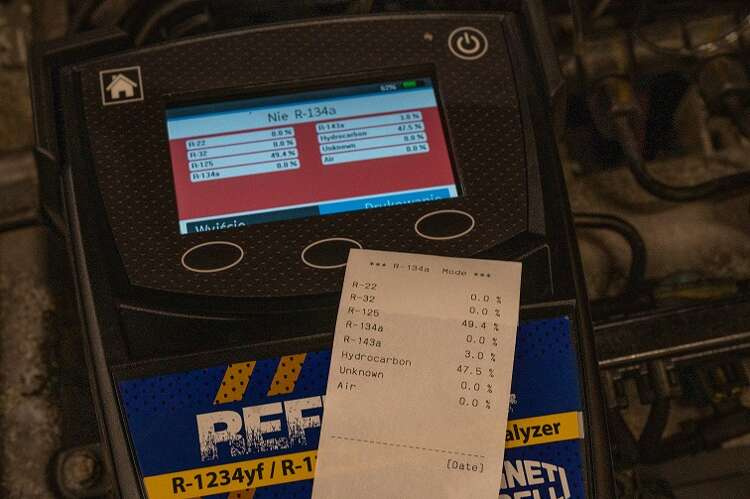 62%
Nie R-134a
R-22 0.0 %
R-32 0.0 %
R-125 49.4 %
R-134a 0.0 %
R-143a 3.0 %
Hydrocarbon 47.5 %
Unknown 0.0 %
Air 0.0 %
Wyjście
Drukowanie
*** R-134a Mode ***
R-22 0.0 %
R-32 0.0 %
R-125 49.4 %
R-134a 0.0 %
R-143a 3.0 %
Hydrocarbon 47.5 %
Unknown 0.0 %
Air 0.0 %
[Date]
REF
R-1234yf / R-1
alyzer